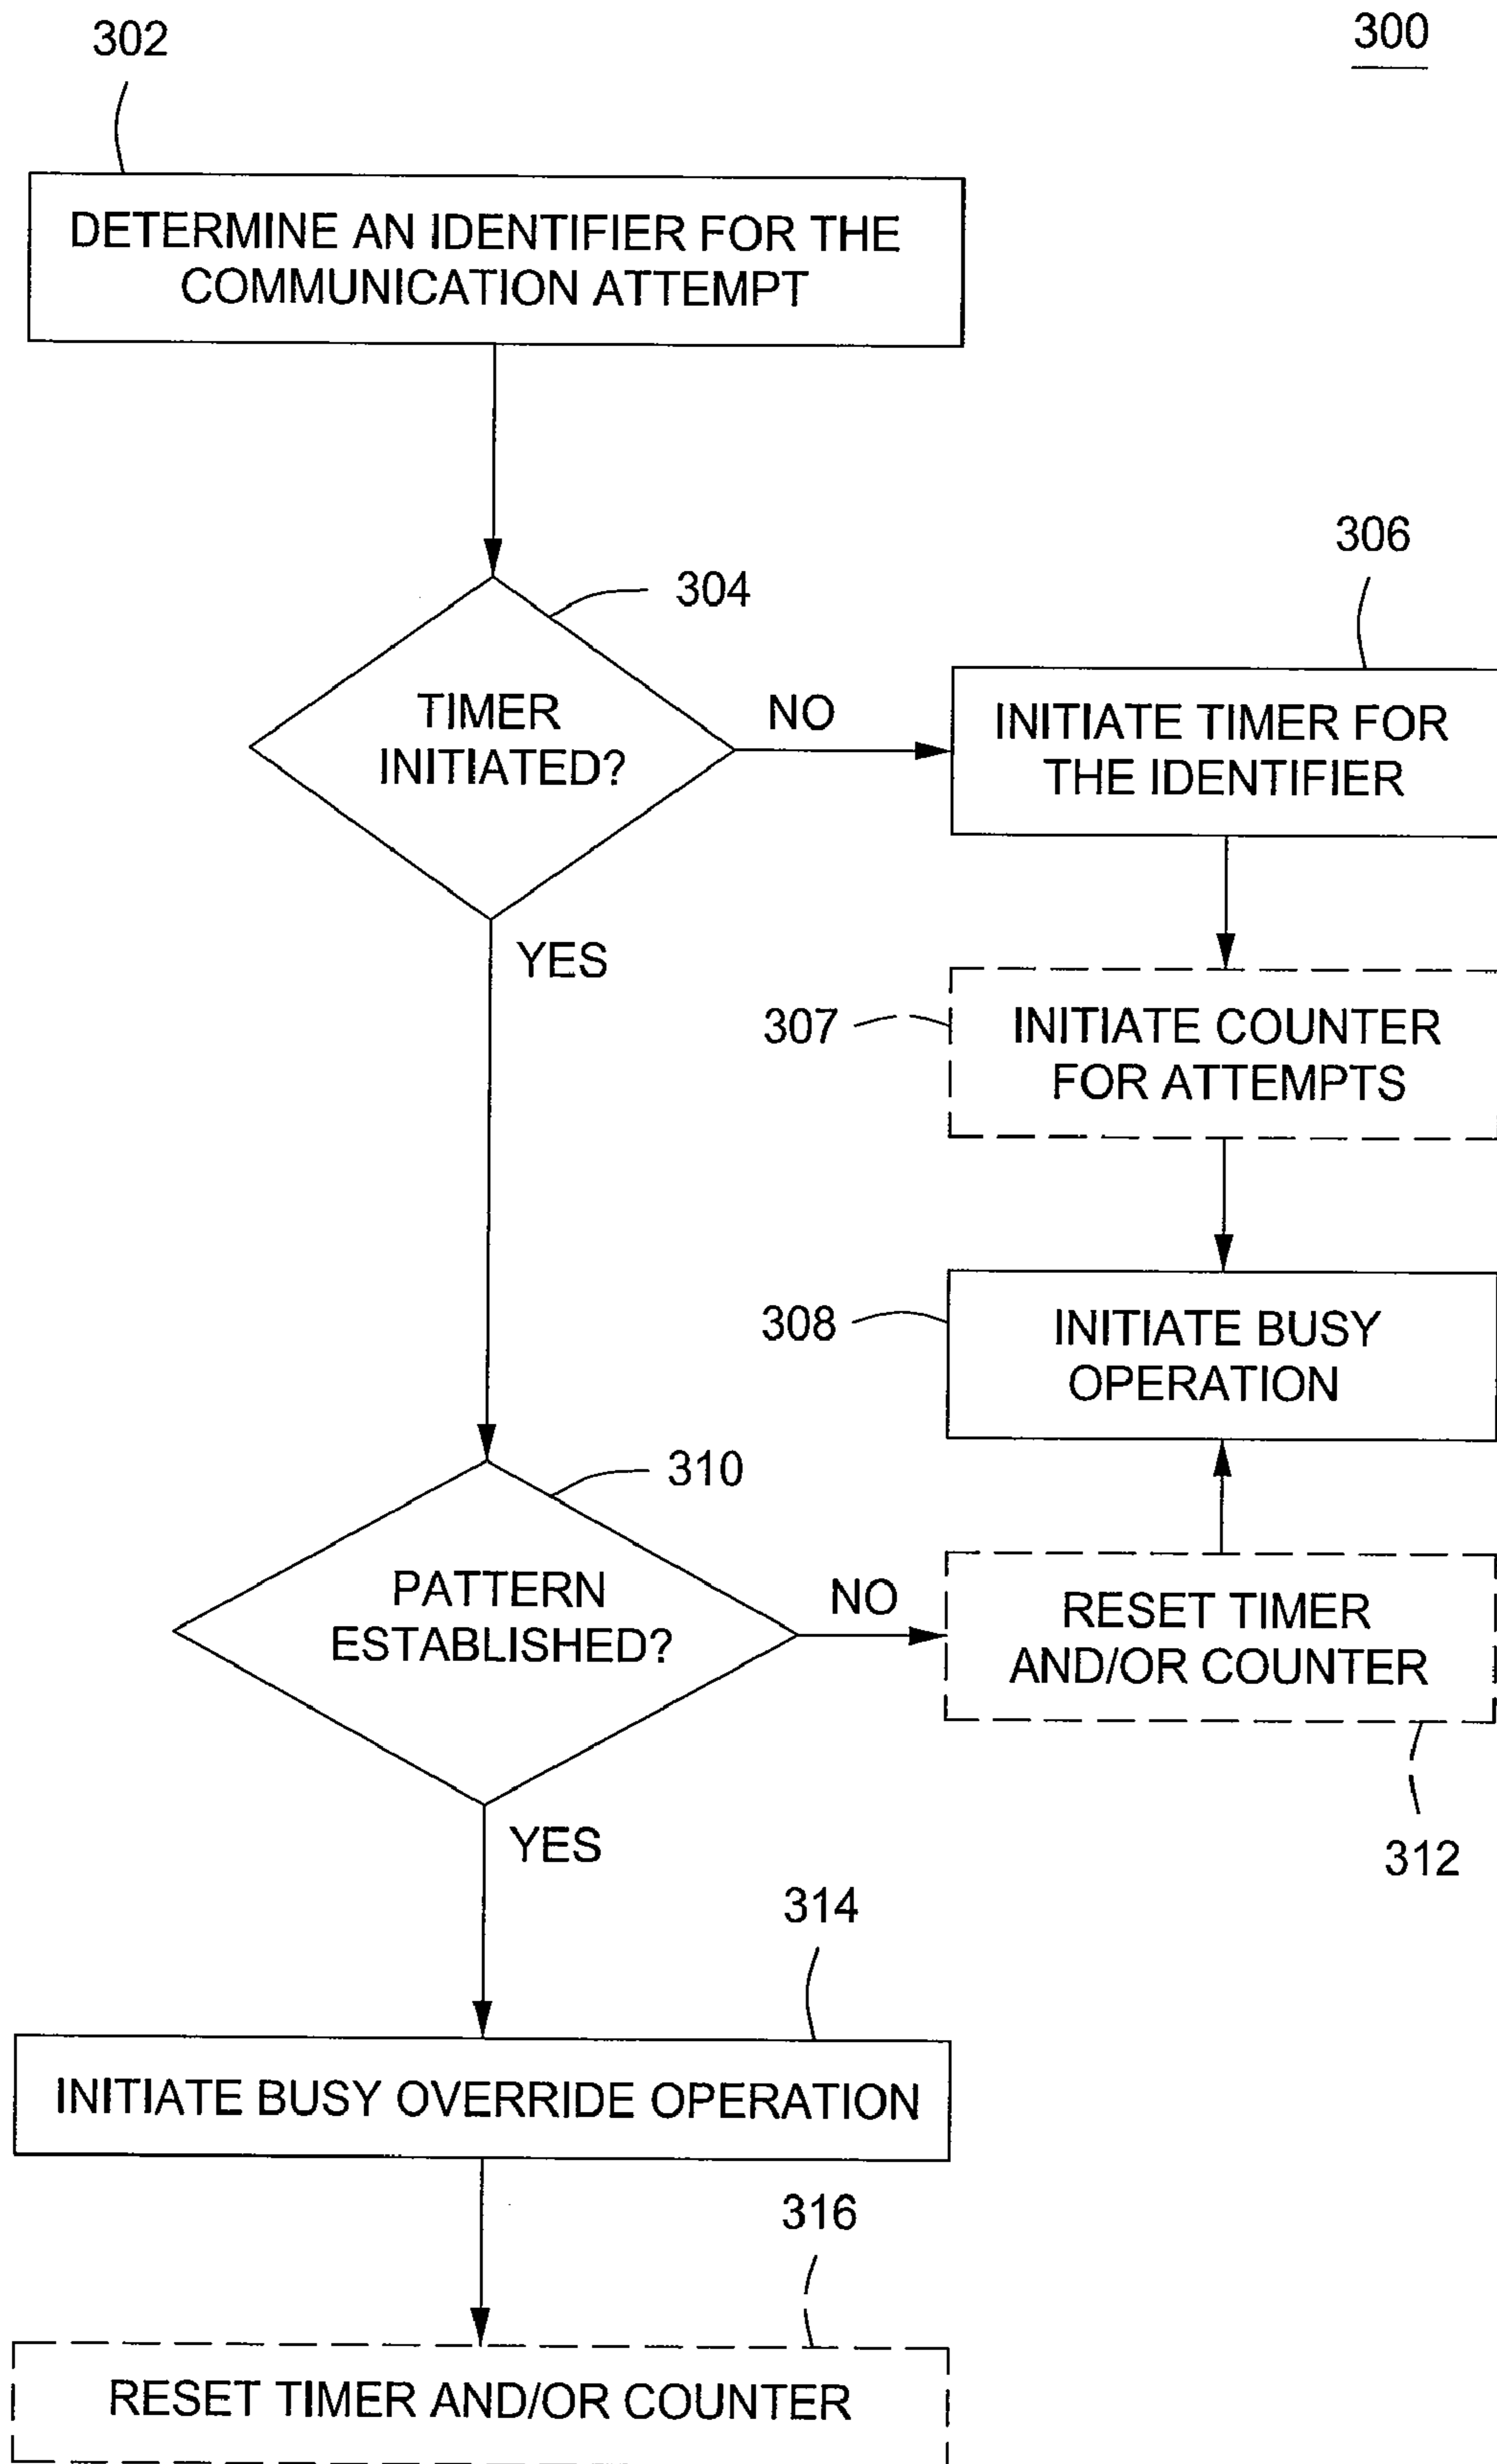 300
302
DETERMINE AN IDENTIFIER FOR THE
COMMUNICATION ATTEMPT
304
TIMER
INITIATED?
NO
YES
306
INITIATE TIMER FOR
THE IDENTIFIER
307
INITIATE COUNTER
FOR ATTEMPTS
308
INITIATE BUSY
OPERATION
310
PATTERN
ESTABLISHED?
NO
YES
RESET TIMER
AND/OR COUNTER
312
314
INITIATE BUSY OVERRIDE OPERATION
316
RESET TIMER AND/OR COUNTER